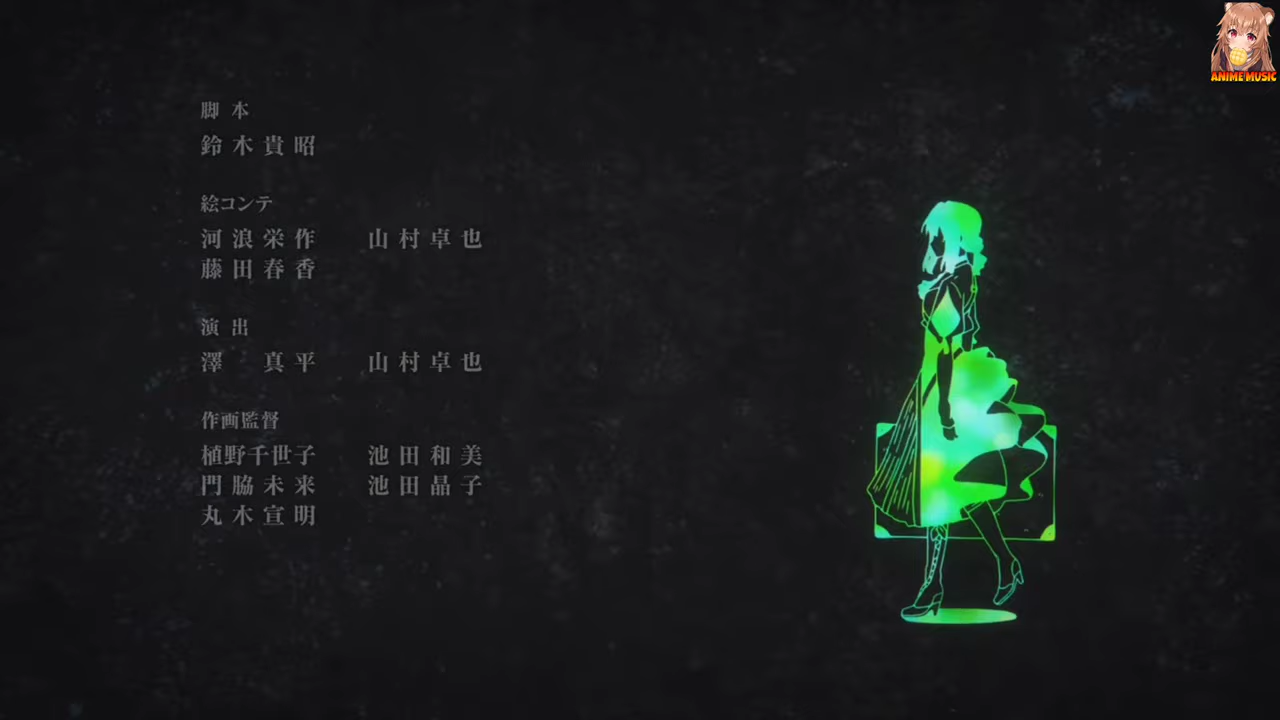 脚本
鈴木貴昭
絵コンテ
河浪栄作 山村卓也
藤田春香
演出
澤 真平 山村卓也
作画監督
植野千世子 池田和美
門脇未来 池田晶子
丸木宣明
ANIME MUSIC